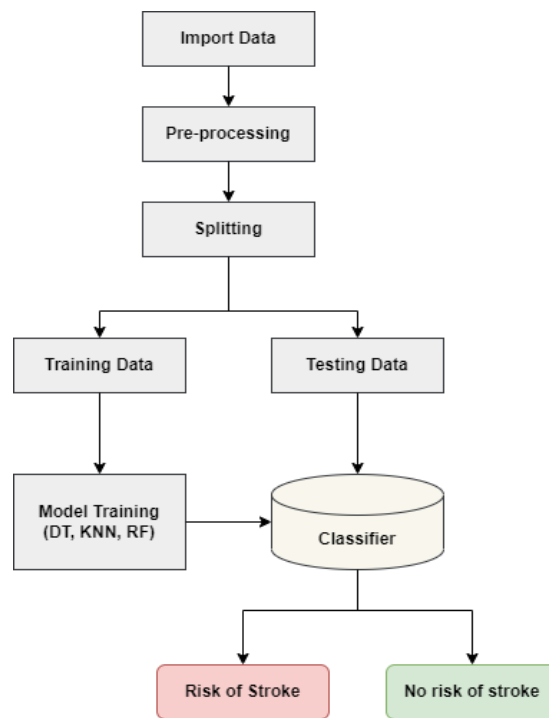 Import Data
Pre-processing
Splitting
Training Data
Testing Data
Model Training
(DT, KNN, RF)
Classifier
Risk of Stroke
No risk of stroke